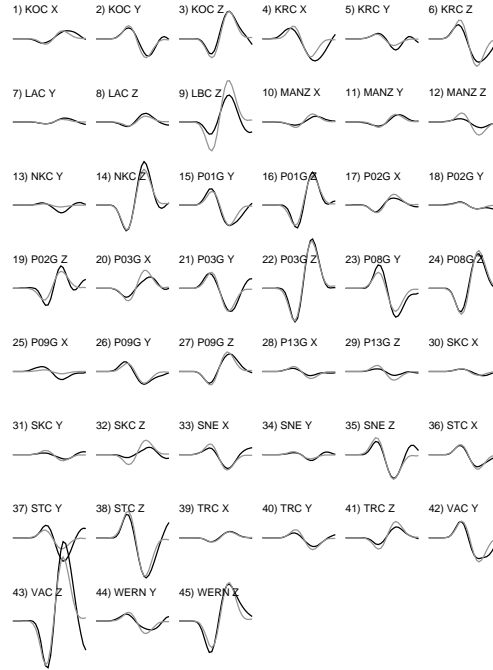 1) KOC X 2) KOC Y 3) KOC Z 4) KRC X 5) KRC Y 6) KRC Z
7) LAC Y 8) LAC Z 9) LBC Z 10) MANZ X 11) MANZ Y 12) MANZ Z
13) NKC Y 14) NKC Z 15) P01G Y 16) P01G Z 17) P02G X 18) P02G Y
19) P02G Z 20) P03G X 21) P03G Y 22) P03G Z 23) P08G Y 24) P08G Z
25) P09G X 26) P09G Y 27) P09G Z 28) P13G X 29) P13G Z 30) SKC X
31) SKC Y 32) SKC Z 33) SNE X 34) SNE Y 35) SNE Z 36) STC X
37) STC Y 38) STC Z 39) TRC X 40) TRC Y 41) TRC Z 42) VAC Y
43) VAC Z 44) WERN Y 45) WERN Z